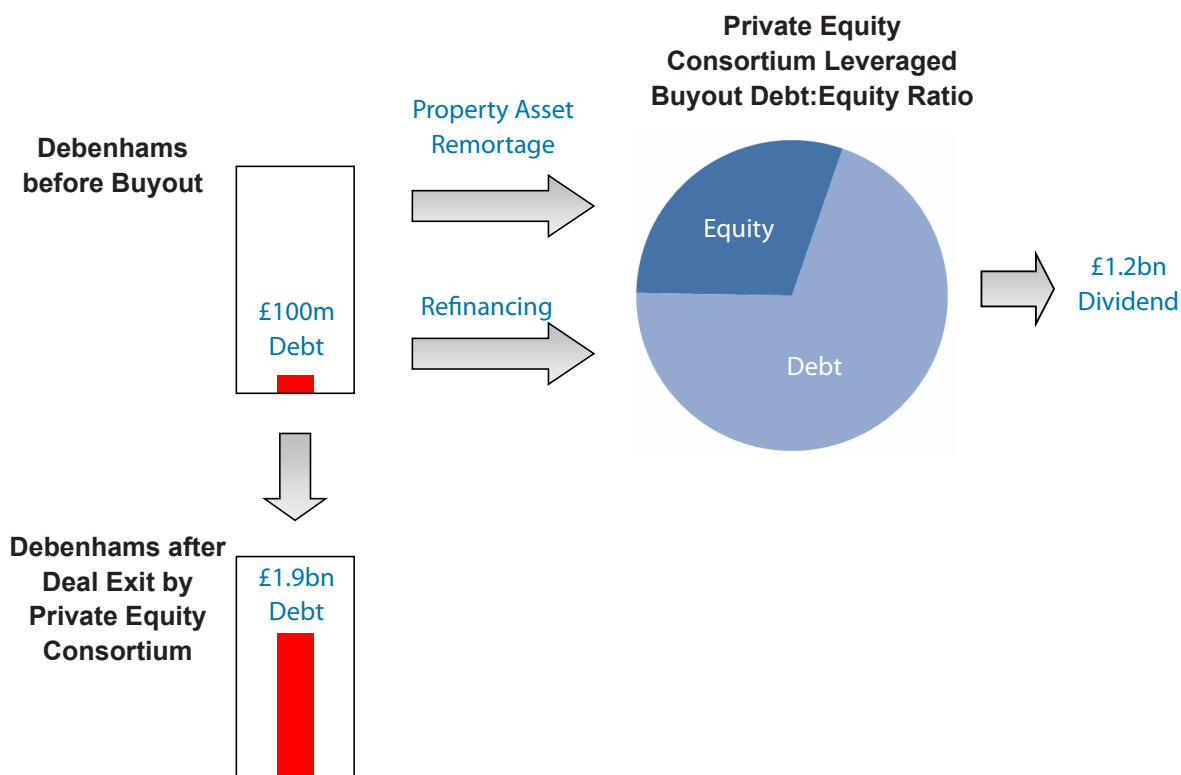 Private Equity
Consortium Leveraged
Buyout Debt:Equity Ratio
Debenhams
before Buyout
Property Asset
Remortage
£100m
Debt
Refinancing
Equity
Debt
£1.2bn
Dividend
Debenhams after
Deal Exit by
Private Equity
Consortium
£1.9bn
Debt